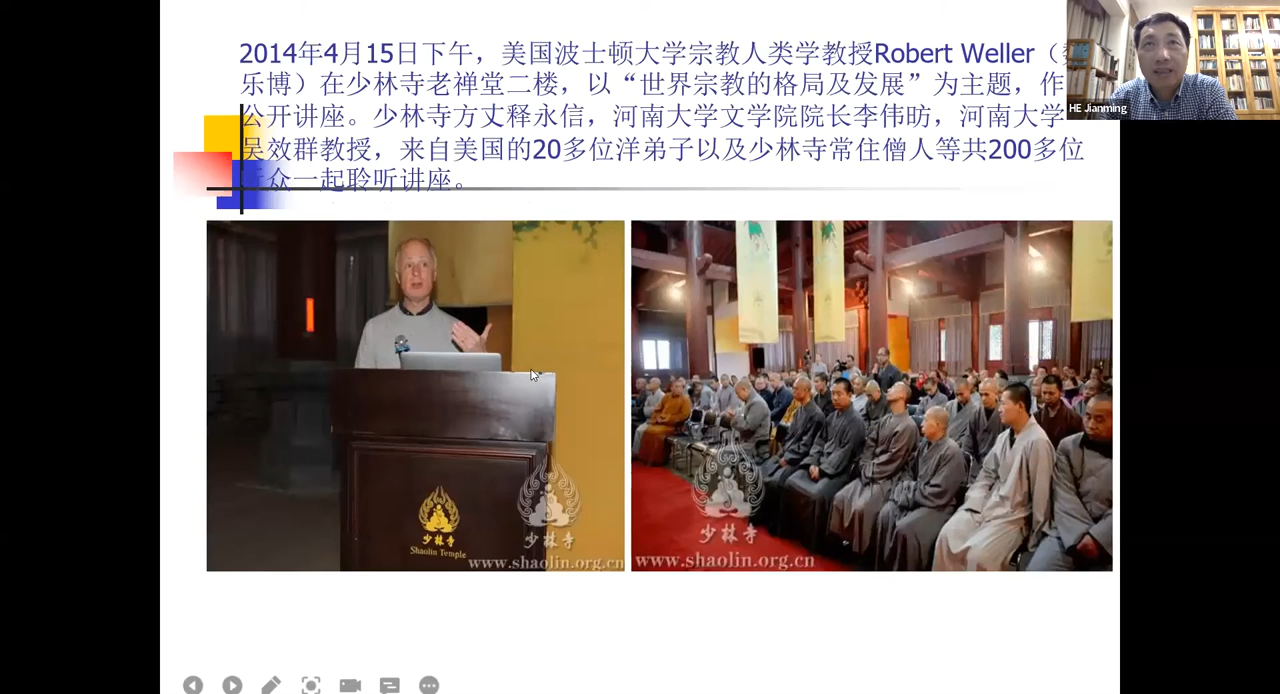 2014年4月15日下午，美国波士顿大学宗教人类学教授Robert Weller（
乐博）在少林寺老禅堂二楼，以“世界宗教的格局及发展”为主题，作
公开讲座。少林寺方丈释永信，河南大学文学院院长李伟昉，河南大学
吴效群教授，来自美国的20多位洋弟子以及少林寺常住僧人等共200多位
众一起聆听讲座。
HE Jianming
少林寺
Shaolin Temple
少林寺
www.shaolin.org.cn
少林寺
www.shaolin.org.cn